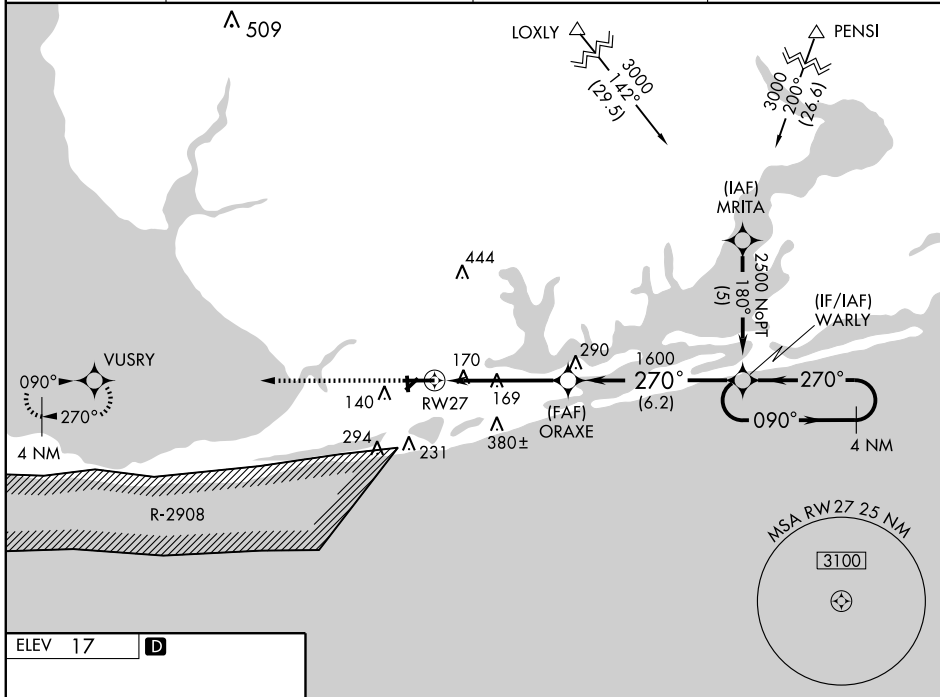 509
LOXLY
PENSI
3000
142°
(29.5)
3000
200°
(26.6)
(IAF)
MRITA
2500 NoPT
180°
(5)
(IF/IAF)
WARLY
444
VUSRY
090°
270°
4 NM
140
RW27
170
169
290
(FAF)
ORAXE
1600
270°
(6.2)
270°
090°
4 NM
294
231
380±
R-2908
MSA RW 27 25 NM
3100
ELEV 17
D